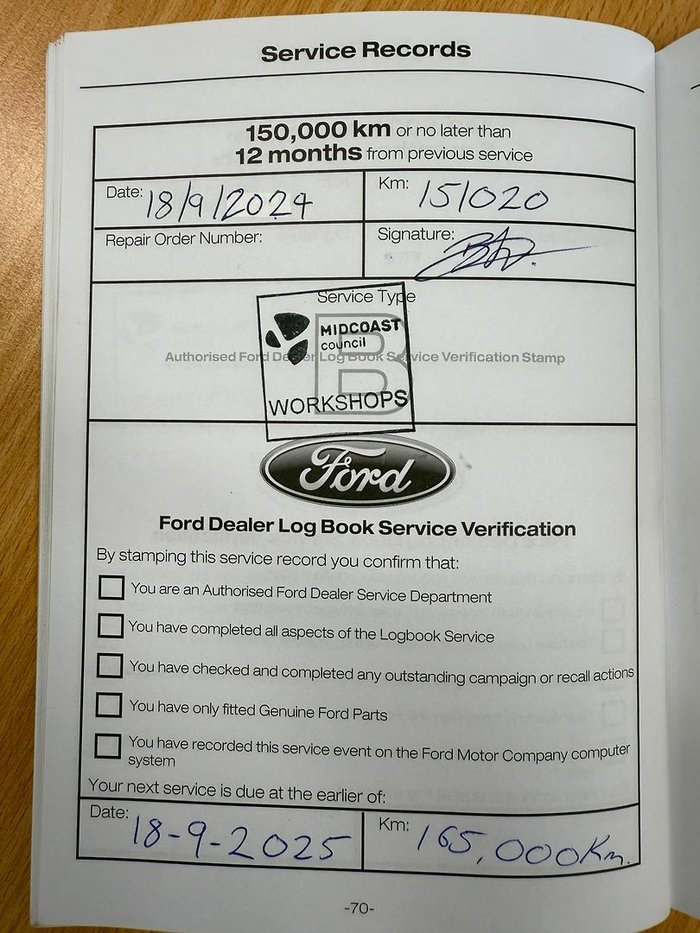 Service Records
150,000 km or no later than
12 months from previous service
Date: 18/9/2024
Km: 151020
Repair Order Number:
Signature:
Service Type
B
MIDCOAST
council
Authorised Ford Dealer Log Book Service Verification Stamp
WORKSHOPS
Ford
Ford Dealer Log Book Service Verification
By stamping this service record you confirm that:
You are an Authorised Ford Dealer Service Department
You have completed all aspects of the Logbook Service
You have checked and completed any outstanding campaign or recall actions
You have only fitted Genuine Ford Parts
You have recorded this service event on the Ford Motor Company computer
system
Your next service is due at the earlier of:
Date: 18-9-2025
Km: 165,000Km.
-70-